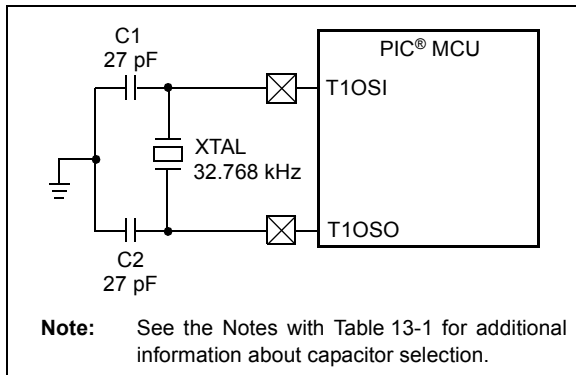 C1
27 pF
PIC® MCU
T1OSI
XTAL
32.768 kHz
T1OSO
C2
27 pF
Note: See the Notes with Table 13-1 for additional
information about capacitor selection.